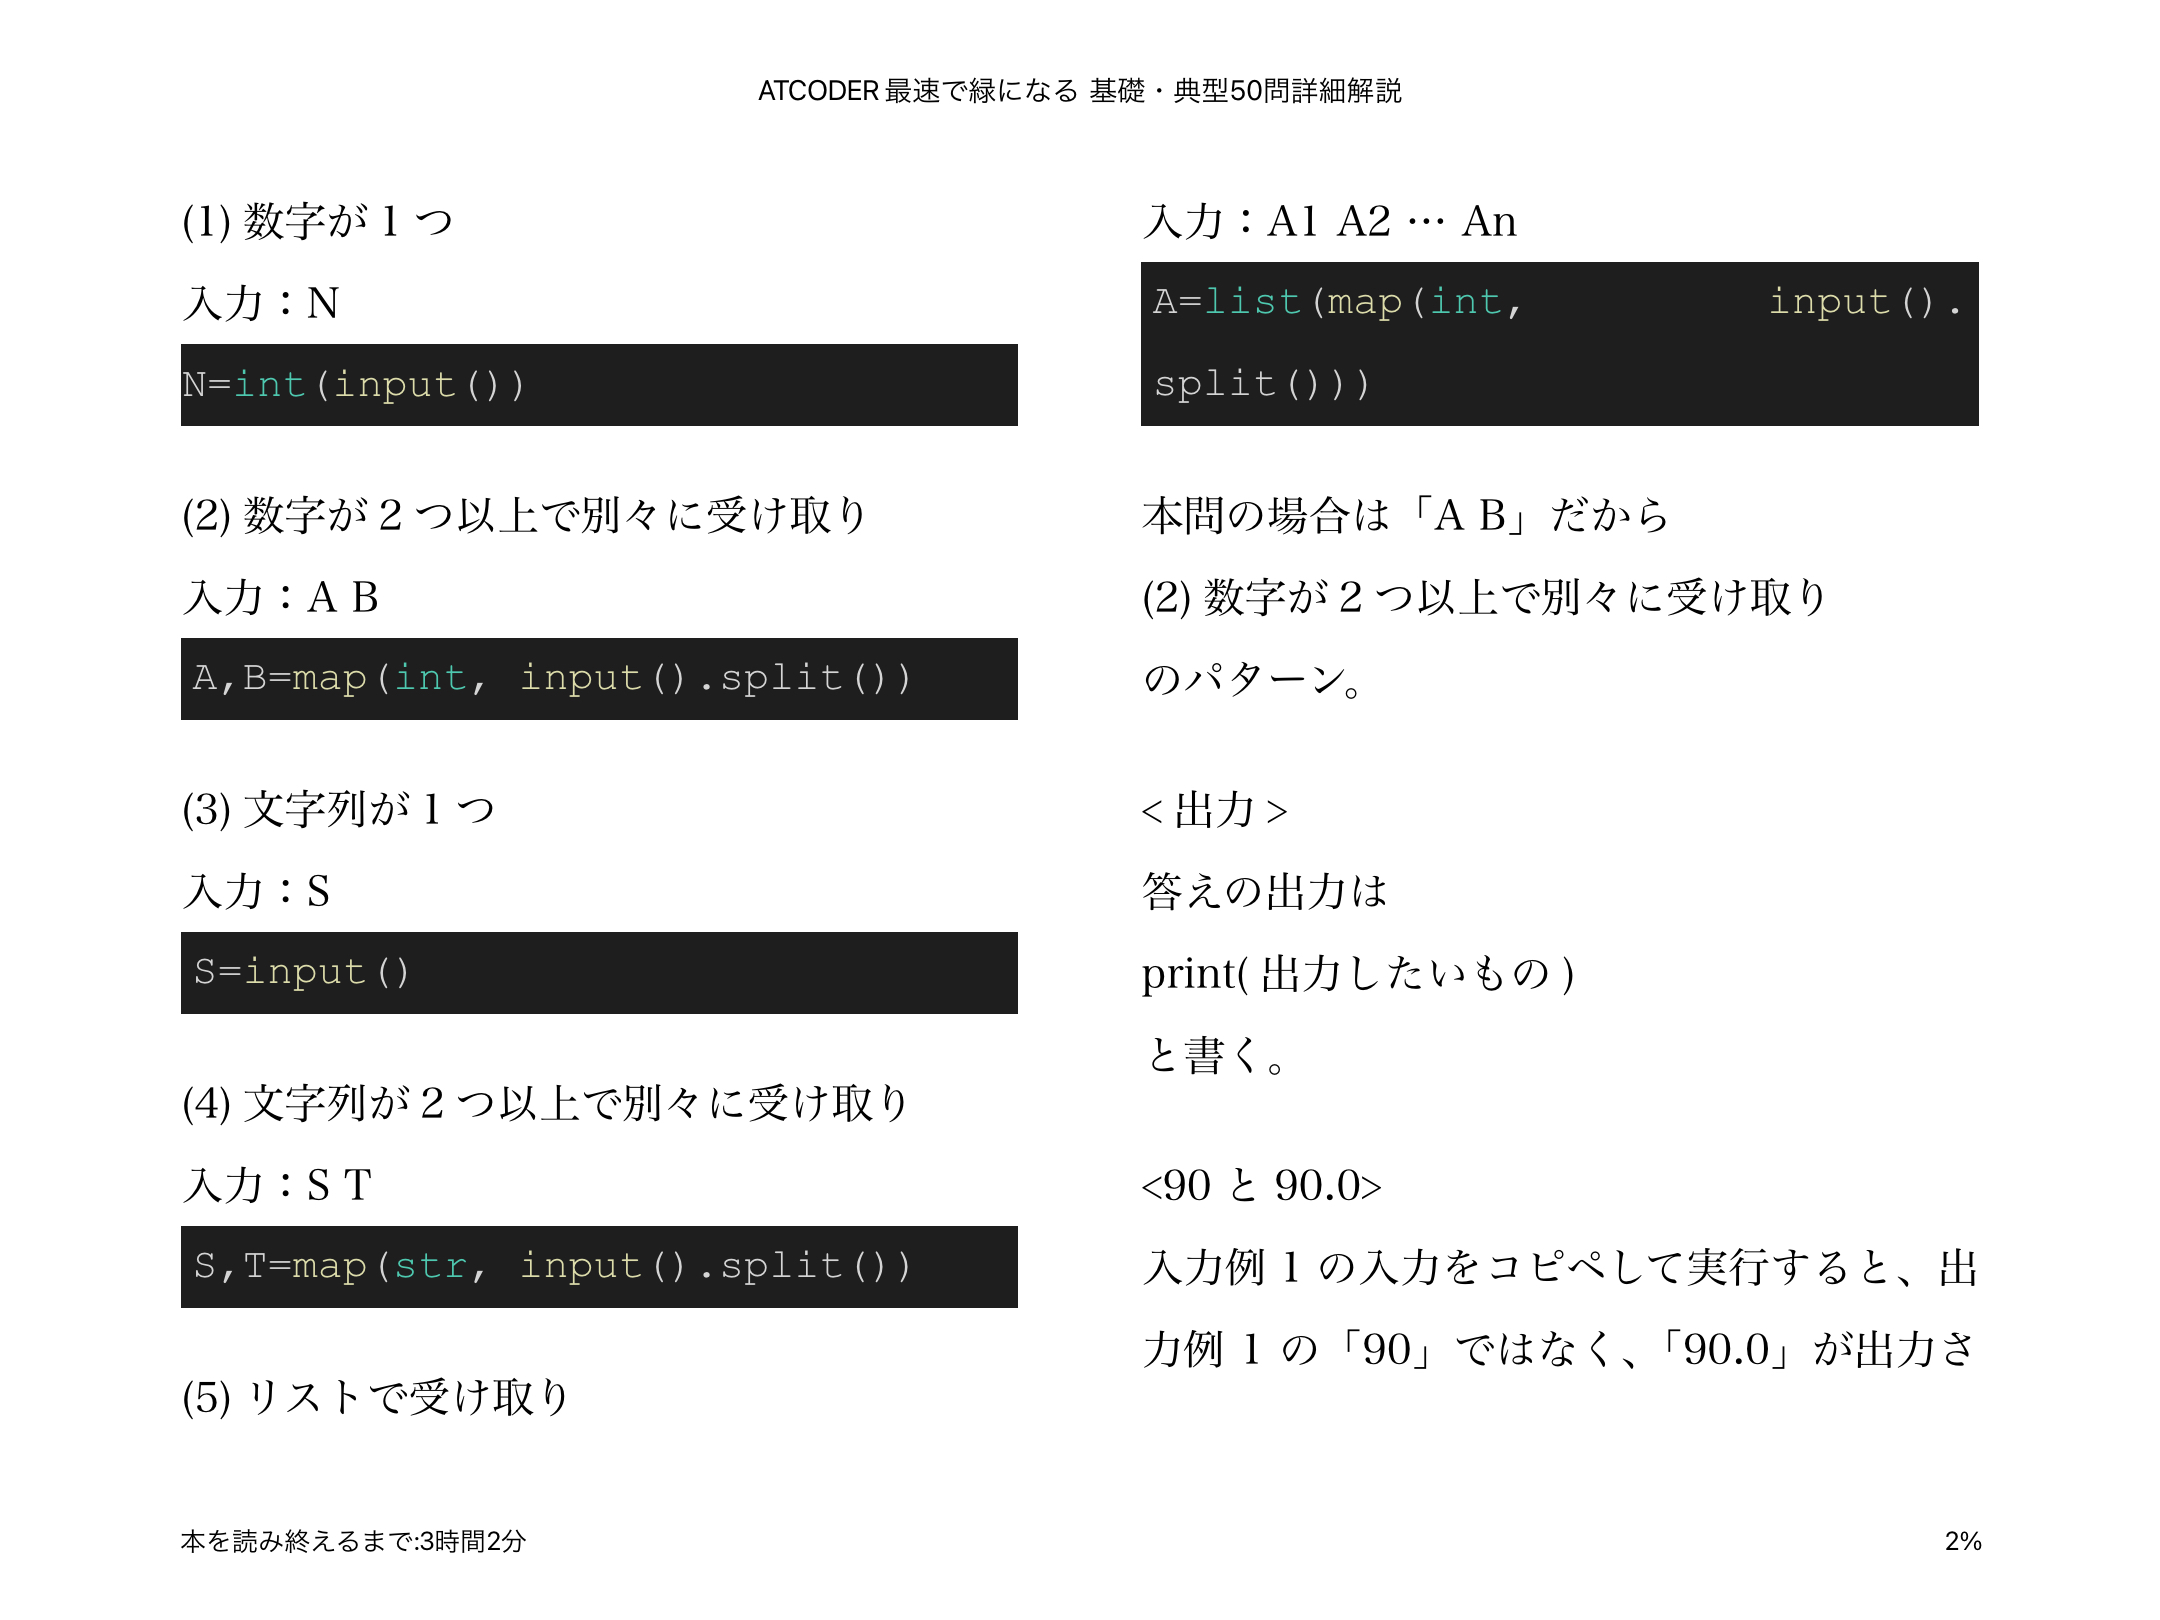 ATCODER 最速で緑になる 基礎・典型50問詳細解説
(1) 数字が 1 つ
入力：N
N=int(input())
(2) 数字が 2 つ以上で別々に受け取り
入力：A B
A,B=map(int, input().split())
(3) 文字列が 1 つ
入力：S
S=input()
(4) 文字列が 2 つ以上で別々に受け取り
入力：S T
S,T=map(str, input().split())
(5) リストで受け取り
入力：A1 A2 … An
A=list(map(int, input().
split()))
本問の場合は「A B」だから
(2) 数字が 2 つ以上で別々に受け取り
のパターン。
< 出力 >
答えの出力は
print( 出力したいもの )
と書く。
<90 と 90.0>
入力例 1 の入力をコピペして実行すると、出
力例 1 の「90」ではなく、「90.0」が出力さ
本を読み終えるまで:3時間2分
2%